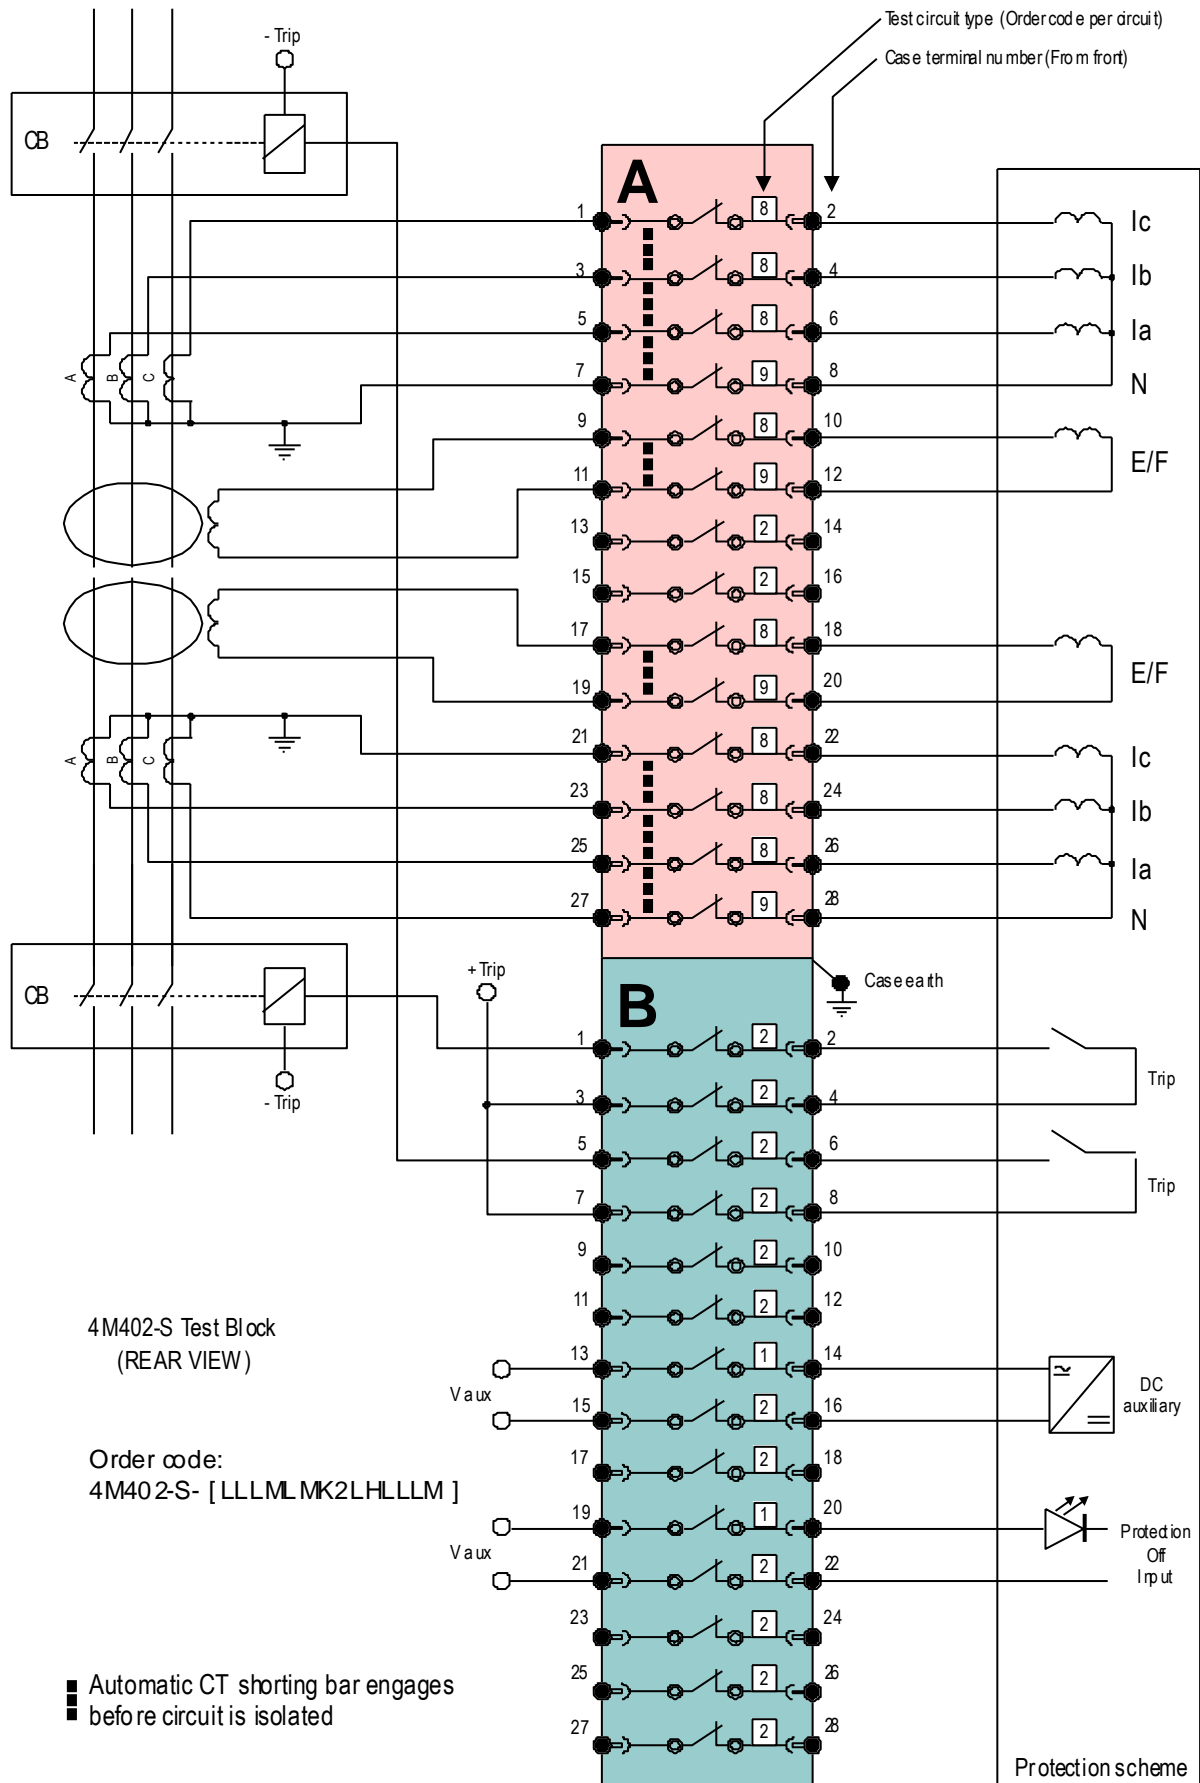 Test circuit type (Order code per circuit)
- Trip
Case terminal number (From front)
CB
A
1 8 2 Ic
3 8 4 Ib
5 8 6 Ia
7 9 8 N
A B C
9 8 10
E/F
11 9 12
13 2 14
15 2 16
17 8 18
E/F
19 9 20
21 8 22 Ic
A B C
23 8 24 Ib
25 8 26 Ia
27 9 28 N
+ Trip
Case earth
CB
B
1 2 2
Trip
- Trip
3 2 4
5 2 6
Trip
7 2 8
9 2 10
11 2 12
4M402-S Test Block
(REAR VIEW)
13 1 14
V aux
DC
auxiliary
15 2 16
Order code:
4M402-S- [ LLLMLMK2LHLLLM ]
17 2 18
19 1 20
V aux
Protection
Off
Input
21 2 22
23 2 24
25 2 26
Automatic CT shorting bar engages
before circuit is isolated
27 2 28
Protection scheme